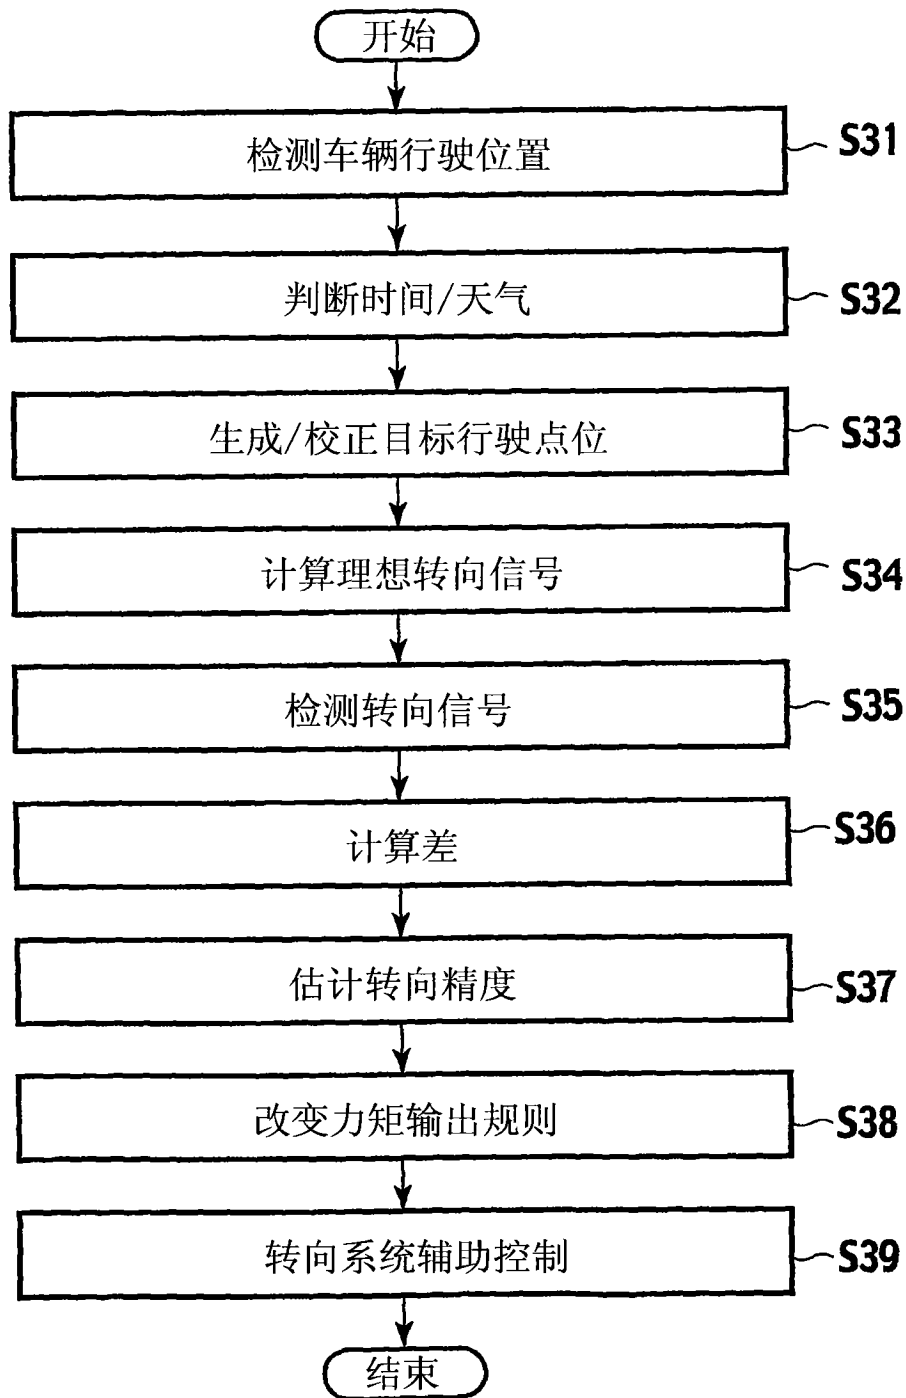 开始
检测车辆行驶位置
S31
判断时间/天气
S32
生成/校正目标行驶点位
S33
计算理想转向信号
S34
检测转向信号
S35
计算差
S36
估计转向精度
S37
改变力矩输出规则
S38
转向系统辅助控制
S39
结束